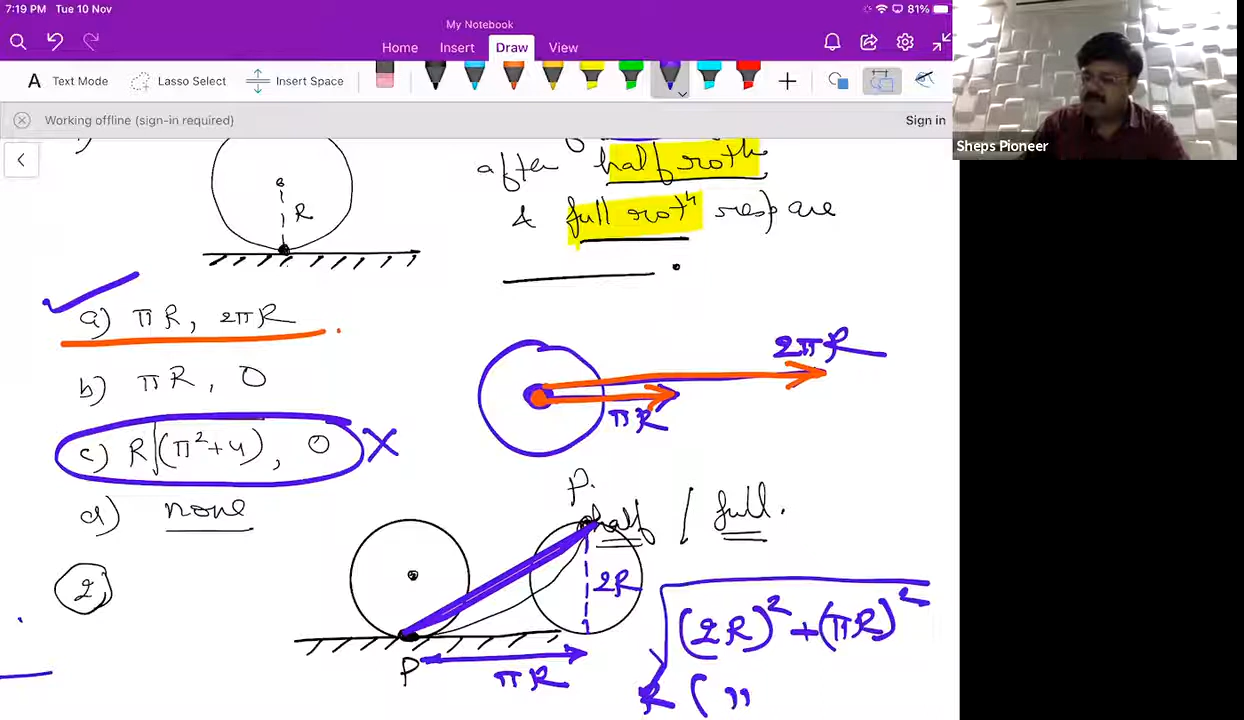 7:19 PM Tue 10 Nov
81%
My Notebook
Home Insert Draw View
A Text Mode Lasso Select Insert Space
Working offline (sign-in required)
Sign in
Sheps Pioneer
after half rotn
& full rotn resp are
R
a) πR, 2πR
b) πR, 0
c) R√(π²+4), 0 X
d) none
2πR
πR
P.
half / full.
2)
2R
√(2R)²+(πR)²
P
πR
R ( ,,